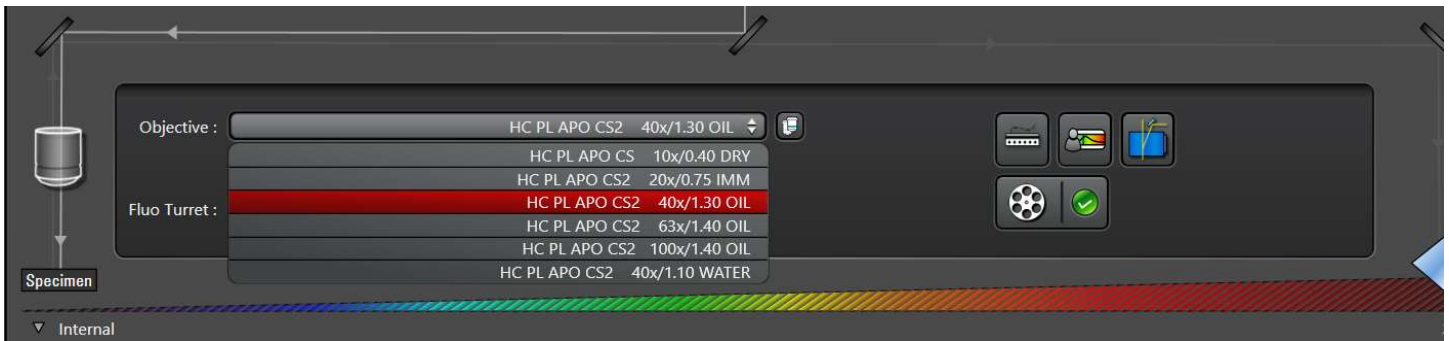 Objective :
HC PL APO CS2 40x/1.30 OIL
HC PL APO CS 10x/0.40 DRY
HC PL APO CS2 20x/0.75 IMM
Fluo Turret :
HC PL APO CS2 40x/1.30 OIL
HC PL APO CS2 63x/1.40 OIL
HC PL APO CS2 100x/1.40 OIL
HC PL APO CS2 40x/1.10 WATER
Specimen
Internal